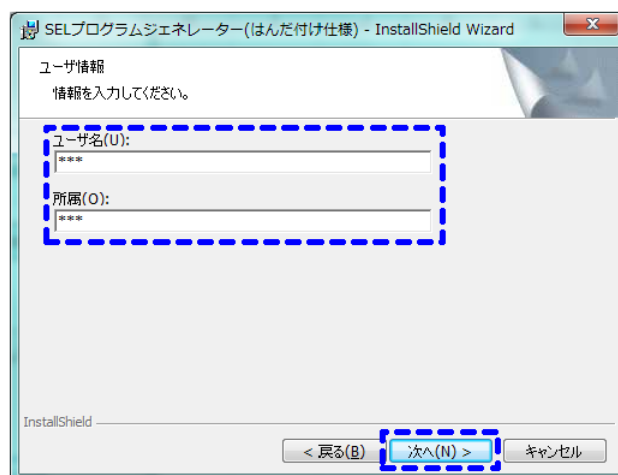 SELプログラムジェネレーター(はんだ付け仕様) - InstallShield Wizard
ユーザ情報
情報を入力してください。
ユーザ名(U):
***
所属(O):
***
InstallShield
< 戻る(B)
次へ(N) >
キャンセル